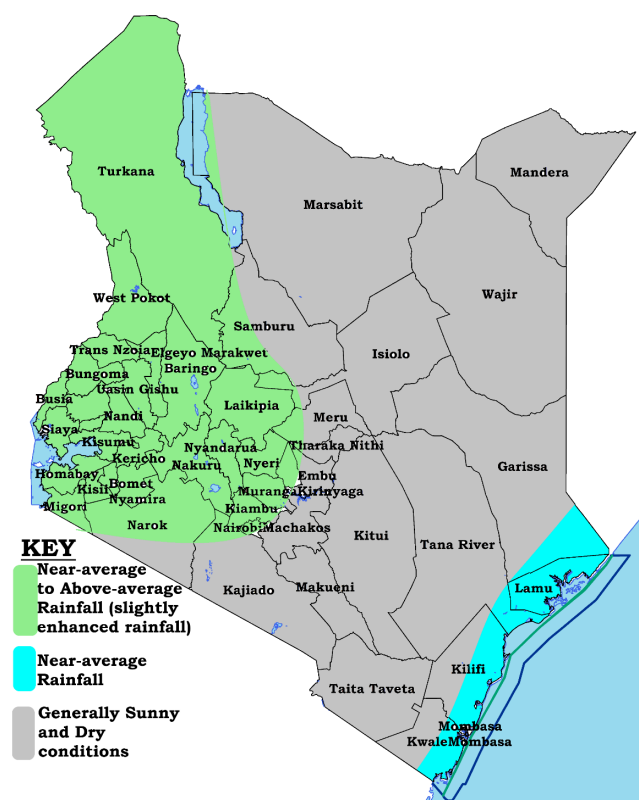 Turkana
Mandera
Marsabit
Wajir
West Pokot
Samburu
Trans Nzoia
Elgeyo Marakwet
Isiolo
Baringo
Bungoma
Uasin Gishu
Busia
Laikipia
Nandi
Meru
Siaya
Kisumu
Tharaka Nithi
Nyandarua
Kericho
Nakuru
Nyeri
Garissa
Homabay
Embu
Bomet
Kisii
Muranga
Kirinyaga
Nyamira
Migori
Kiambu
Narok
Nairobi
Machakos
Kitui
Tana River
KEY
Near-average
to Above-average
Rainfall (slightly
enhanced rainfall)
Kajiado
Makueni
Lamu
Near-average
Rainfall
Kilifi
Taita Taveta
Generally Sunny
and Dry
conditions
Mombasa
Kwale
Mombasa